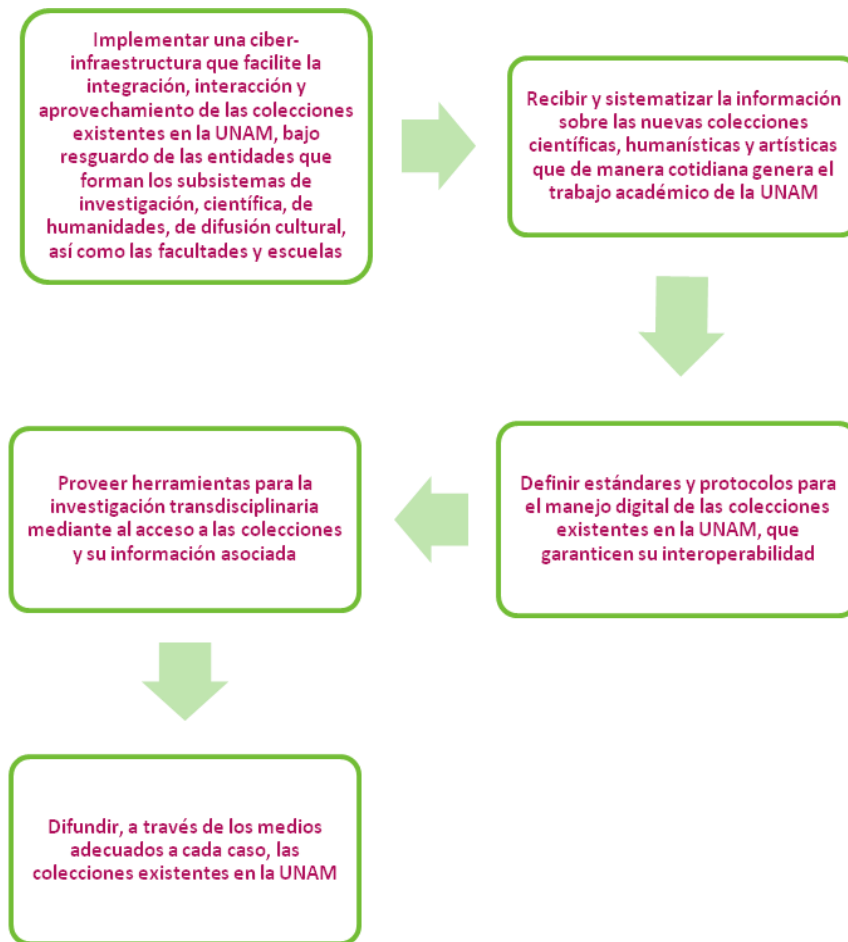 Implementar una ciber-
infraestructura que facilite la
integración, interacción y
aprovechamiento de las colecciones
existentes en la UNAM, bajo
resguardo de las entidades que
forman los subsistemas de
investigación, científica, de
humanidades, de difusión cultural,
así como las facultades y escuelas
Recibir y sistematizar la información
sobre las nuevas colecciones
científicas, humanísticas y artísticas
que de manera cotidiana genera el
trabajo académico de la UNAM
Definir estándares y protocolos para
el manejo digital de las colecciones
existentes en la UNAM, que
garanticen su interoperabilidad
Proveer herramientas para la
investigación transdisciplinaria
mediante al acceso a las colecciones
y su información asociada
Difundir, a través de los medios
adecuados a cada caso, las
colecciones existentes en la UNAM